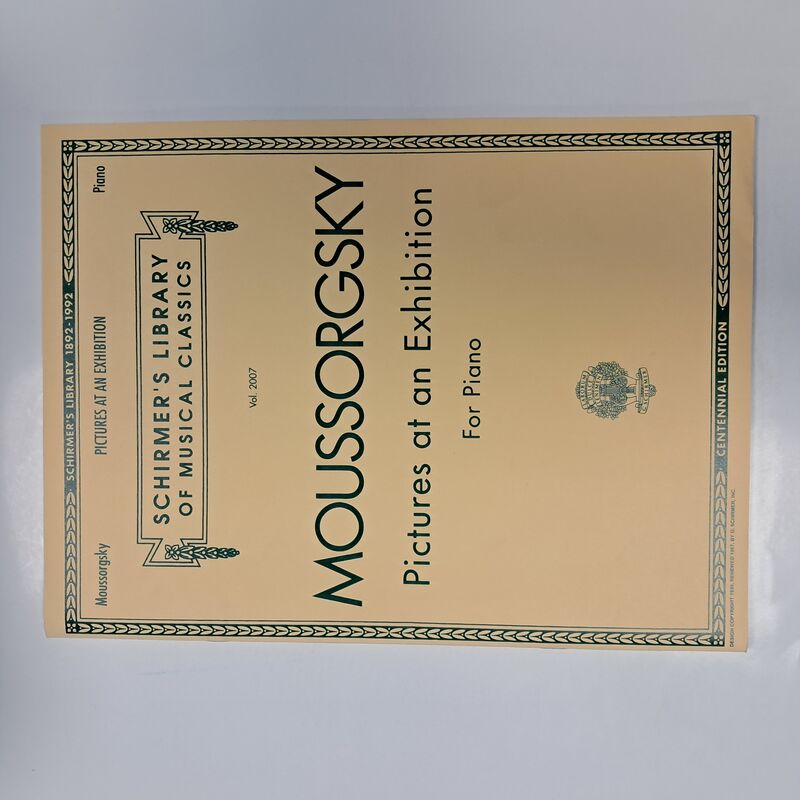 SCHIRMER'S LIBRARY 1892-1992
Moussorgsky PICTURES AT AN EXHIBITION Piano
SCHIRMER'S LIBRARY
OF MUSICAL CLASSICS
Vol. 2007
MOUSSORGSKY
Pictures at an Exhibition
For Piano
G. SCHIRMER
CENTENNIAL EDITION